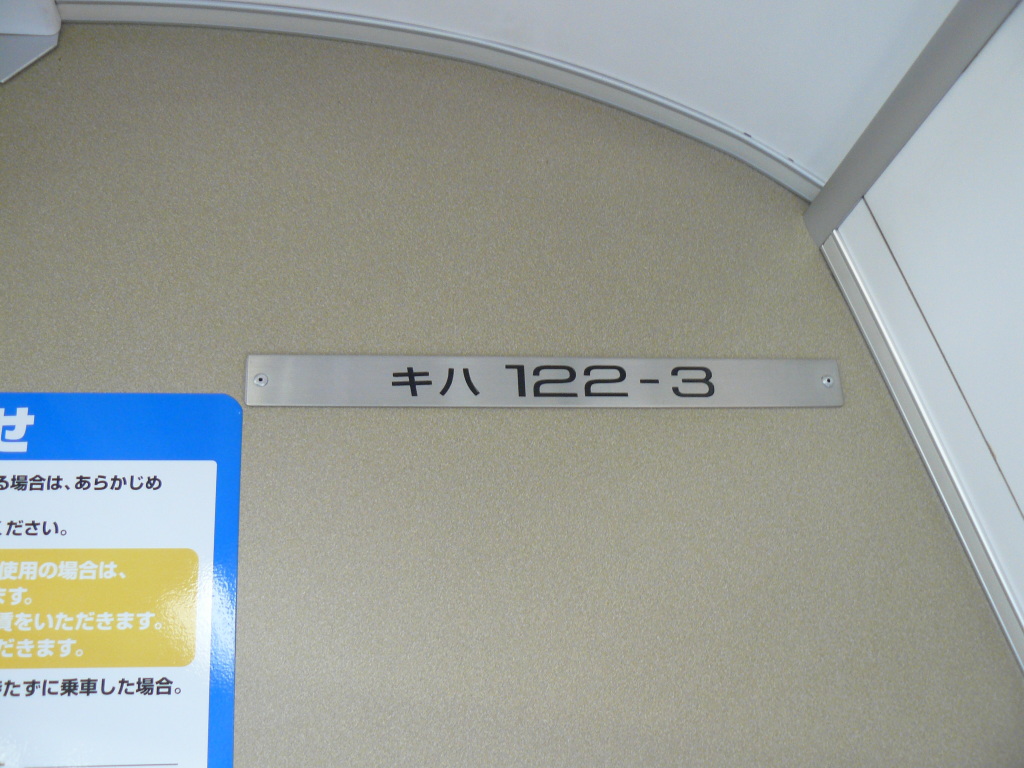 キハ 122-3
せ
る場合は、あらかじめ
ください。
使用の場合は、
ます。
賃をいただきます。
だきます。
たずに乗車した場合。